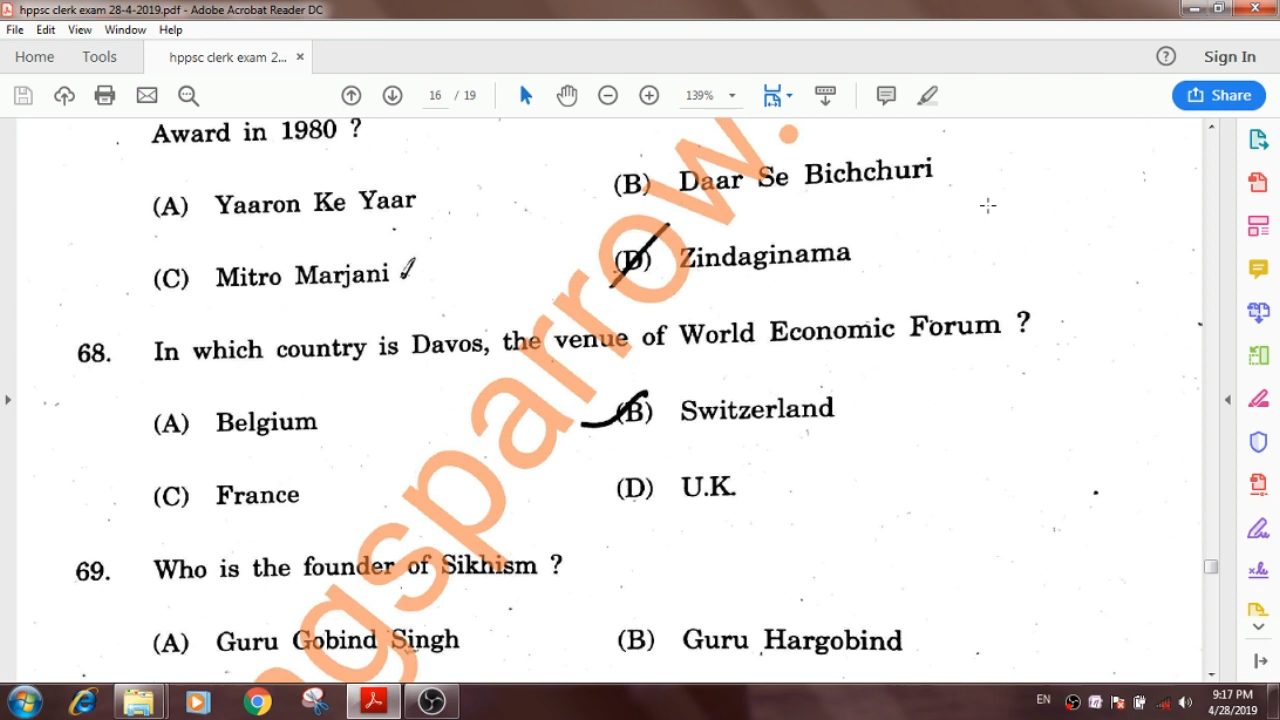 hppsc clerk exam 28-4-2019.pdf - Adobe Acrobat Reader DC
File Edit View Window Help
Home Tools hppsc clerk exam 2... × Sign In
16 / 19 139% Share
Award in 1980 ?
(A) Yaaron Ke Yaar (B) Daar Se Bichchuri
(C) Mitro Marjani (D) Zindaginama
68. In which country is Davos, the venue of World Economic Forum ?
(A) Belgium (B) Switzerland
(C) France (D) U.K.
69. Who is the founder of Sikhism ?
(A) Guru Gobind Singh (B) Guru Hargobind
ngsparrow.
EN 9:17 PM
4/28/2019